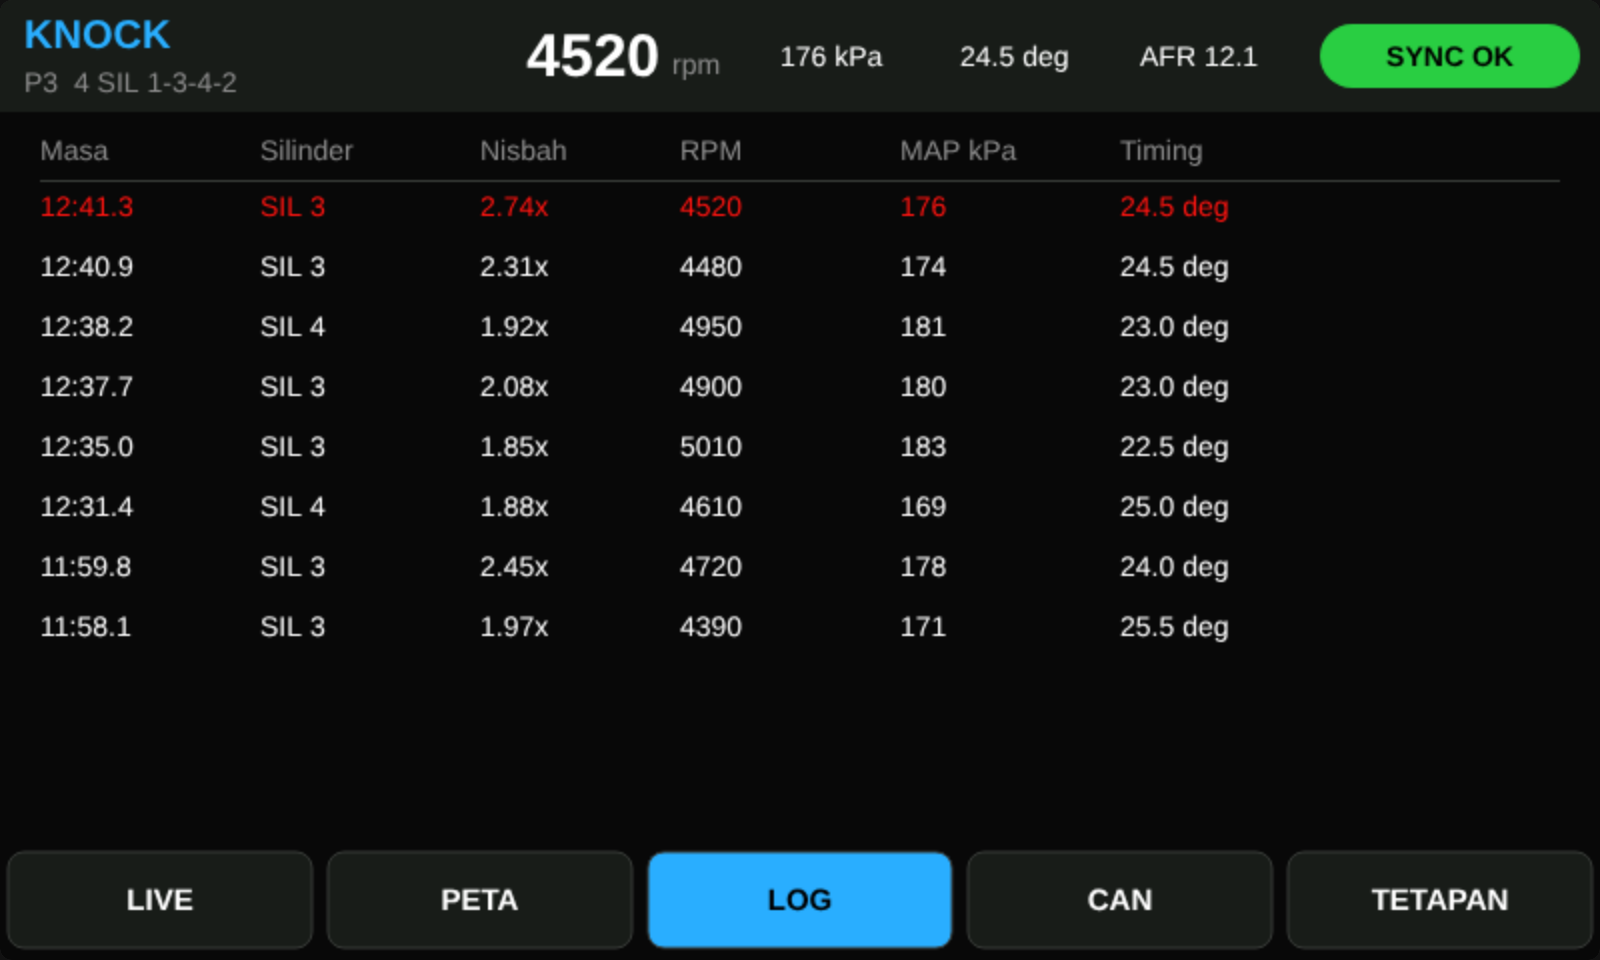 KNOCK
P3 4 SIL 1-3-4-2
4520 rpm 176 kPa 24.5 deg AFR 12.1 SYNC OK
Masa Silinder Nisbah RPM MAP kPa Timing
12:41.3 SIL 3 2.74x 4520 176 24.5 deg
12:40.9 SIL 3 2.31x 4480 174 24.5 deg
12:38.2 SIL 4 1.92x 4950 181 23.0 deg
12:37.7 SIL 3 2.08x 4900 180 23.0 deg
12:35.0 SIL 3 1.85x 5010 183 22.5 deg
12:31.4 SIL 4 1.88x 4610 169 25.0 deg
11:59.8 SIL 3 2.45x 4720 178 24.0 deg
11:58.1 SIL 3 1.97x 4390 171 25.5 deg
LIVE PETA LOG CAN TETAPAN